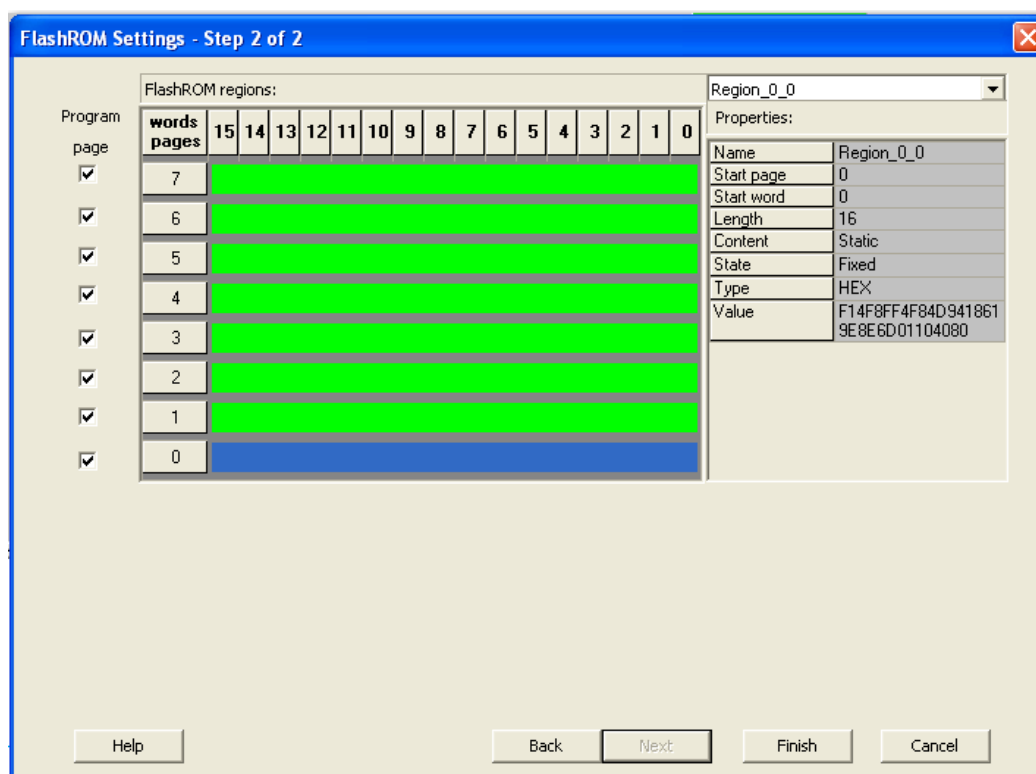 FlashROM Settings - Step 2 of 2
FlashROM regions:
Region_0_0
Program page
words pages 15 14 13 12 11 10 9 8 7 6 5 4 3 2 1 0
Properties:
7
6
5
4
3
2
1
0
Name Region_0_0
Start page 0
Start word 0
Length 16
Content Static
State Fixed
Type HEX
Value F14F8FF4F84D941861
9E8E6D01104080
Help Back Next Finish Cancel